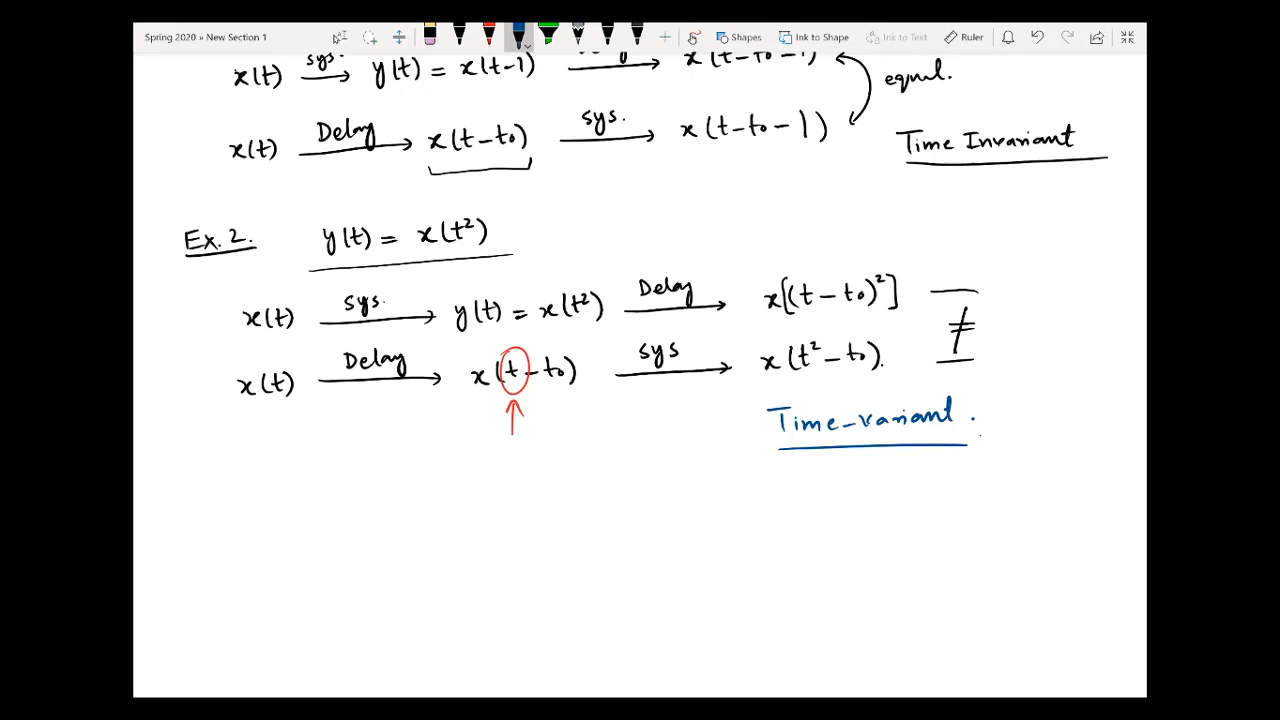 Spring 2020 » New Section 1 Shapes Ink to Shape Ink to Text Ruler
x(t) sys. y(t) = x(t-1) x(t-t₀-1)
equal.
x(t) Delay x(t-t₀) sys. x(t-t₀-1)
Time Invariant
Ex. 2. y(t) = x(t²)
x(t) sys. y(t) = x(t²) Delay x[(t-t₀)²]
≠
x(t) Delay x(t-t₀) sys x(t²-t₀).
Time-variant.